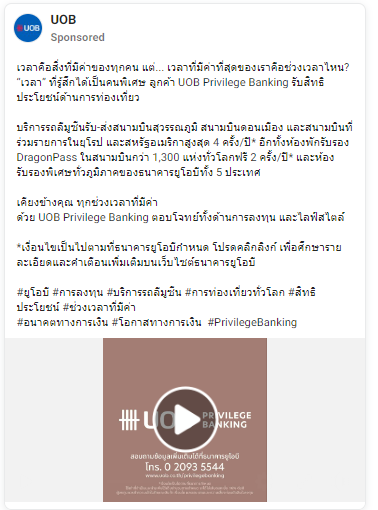 UOB
UOB
Sponsored
เวลาคือสิ่งที่มีค่าของทุกคน แต่... เวลาที่มีค่าที่สุดของเราคือช่วงเวลาไหน?
"เวลา" ที่รู้สึกได้เป็นคนพิเศษ ลูกค้า UOB Privilege Banking รับสิทธิ
ประโยชน์ด้านการท่องเที่ยว
บริการรถลีมูซีนรับ-ส่งสนามบินสุวรรณภูมิ สนามบินดอนเมือง และสนามบินที่
ร่วมรายการในยุโรป และสหรัฐอเมริกาสูงสุด 4 ครั้ง/ปี* อีกทั้งห้องพักรับรอง
DragonPass ในสนามบินกว่า 1,300 แห่งทั่วโลกฟรี 2 ครั้ง/ปี* และห้อง
รับรองพิเศษทั่วภูมิภาคของธนาคารยูโอบีทั้ง 5 ประเทศ
เคียงข้างคุณ ทุกช่วงเวลาที่มีค่า
ด้วย UOB Privilege Banking ตอบโจทย์ทั้งด้านการลงทุน และไลฟ์สไตล์
*เงื่อนไขเป็นไปตามที่ธนาคารยูโอบีกำหนด โปรดคลิกลิงก์ เพื่อศึกษาราย
ละเอียดและคำเตือนเพิ่มเติมบนเว็บไซต์ธนาคารยูโอบี
#ยูโอบี #การลงทุน #บริการรถลีมูซีน #การท่องเที่ยวทั่วโลก #สิทธิ
ประโยชน์ #ช่วงเวลาที่มีค่า
#อนาคตทางการเงิน #โอกาสทางการเงิน #PrivilegeBanking
UOB PRIVILEGE
BANKING
สอบถามข้อมูลเพิ่มเติมได้ที่ธนาคารยูโอบี
โทร. 0 2093 5544
www.uob.co.th/privilegebanking